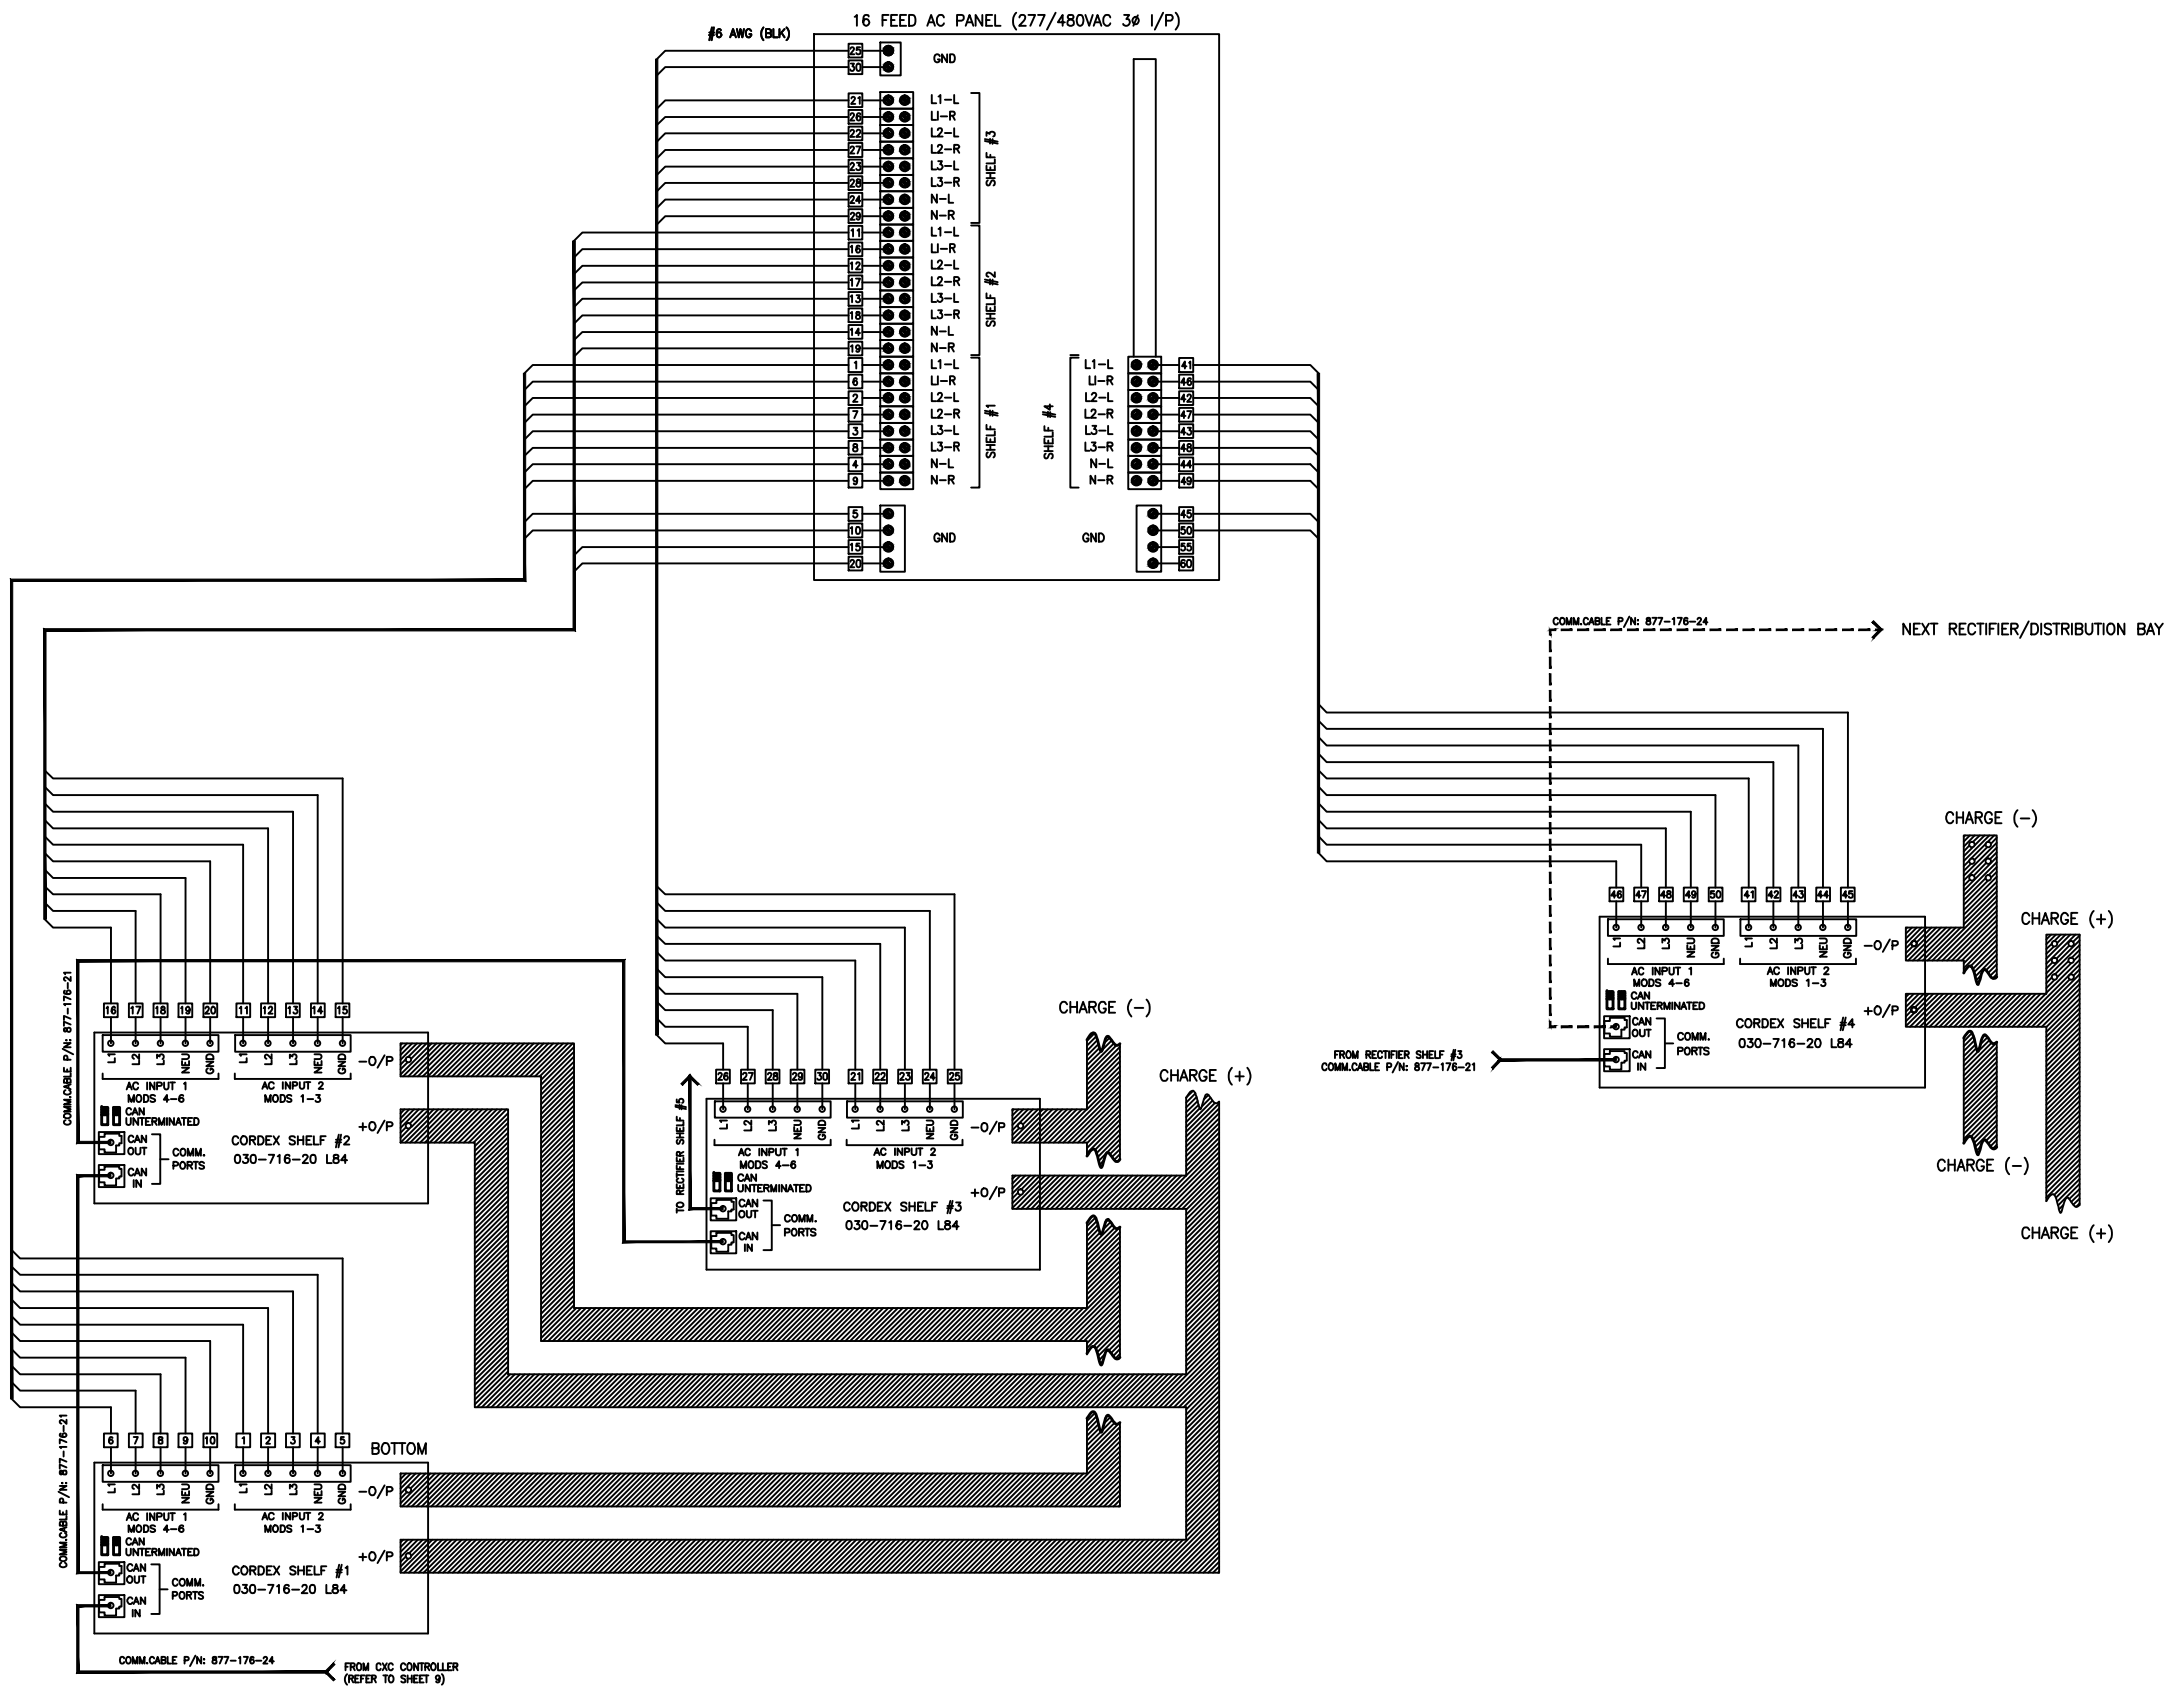 16 FEED AC PANEL (277/480VAC 3ø I/P)
#6 AWG (BLK)
25
30
GND
21 L1-L
26 LI-R
22 L2-L
27 L2-R
23 L3-L
28 L3-R
24 N-L
29 N-R
SHELF #3
11 L1-L
16 LI-R
12 L2-L
17 L2-R
13 L3-L
18 L3-R
14 N-L
19 N-R
SHELF #2
1 L1-L
6 LI-R
2 L2-L
7 L2-R
3 L3-L
8 L3-R
4 N-L
9 N-R
SHELF #1
L1-L 41
LI-R 46
L2-L 42
L2-R 47
L3-L 43
L3-R 48
N-L 44
N-R 49
SHELF #4
5
10
15
20
GND
GND
45
50
55
60
COMM.CABLE P/N: 877-176-24
NEXT RECTIFIER/DISTRIBUTION BAY
16 17 18 19 20 11 12 13 14 15
L1 L2 L3 NEU GND L1 L2 L3 NEU GND
AC INPUT 1
MODS 4-6
AC INPUT 2
MODS 1-3
-O/P
+O/P
CAN
UNTERMINATED
CAN
OUT
CAN
IN
COMM.
PORTS
CORDEX SHELF #2
030-716-20 L84
COMM.CABLE P/N: 877-176-21
26 27 28 29 30 21 22 23 24 25
L1 L2 L3 NEU GND L1 L2 L3 NEU GND
AC INPUT 1
MODS 4-6
AC INPUT 2
MODS 1-3
-O/P
+O/P
CAN
UNTERMINATED
CAN
OUT
CAN
IN
COMM.
PORTS
CORDEX SHELF #3
030-716-20 L84
TO RECTIFIER SHELF #5
CHARGE (-)
CHARGE (+)
46 47 48 49 50 41 42 43 44 45
L1 L2 L3 NEU GND L1 L2 L3 NEU GND
AC INPUT 1
MODS 4-6
AC INPUT 2
MODS 1-3
-O/P
+O/P
CAN
UNTERMINATED
CAN
OUT
CAN
IN
COMM.
PORTS
CORDEX SHELF #4
030-716-20 L84
FROM RECTIFIER SHELF #3
COMM.CABLE P/N: 877-176-21
CHARGE (-)
CHARGE (+)
CHARGE (-)
CHARGE (+)
6 7 8 9 10 1 2 3 4 5
BOTTOM
L1 L2 L3 NEU GND L1 L2 L3 NEU GND
AC INPUT 1
MODS 4-6
AC INPUT 2
MODS 1-3
-O/P
+O/P
CAN
UNTERMINATED
CAN
OUT
CAN
IN
COMM.
PORTS
CORDEX SHELF #1
030-716-20 L84
COMM.CABLE P/N: 877-176-21
COMM.CABLE P/N: 877-176-24
FROM CXC CONTROLLER
(REFER TO SHEET 9)